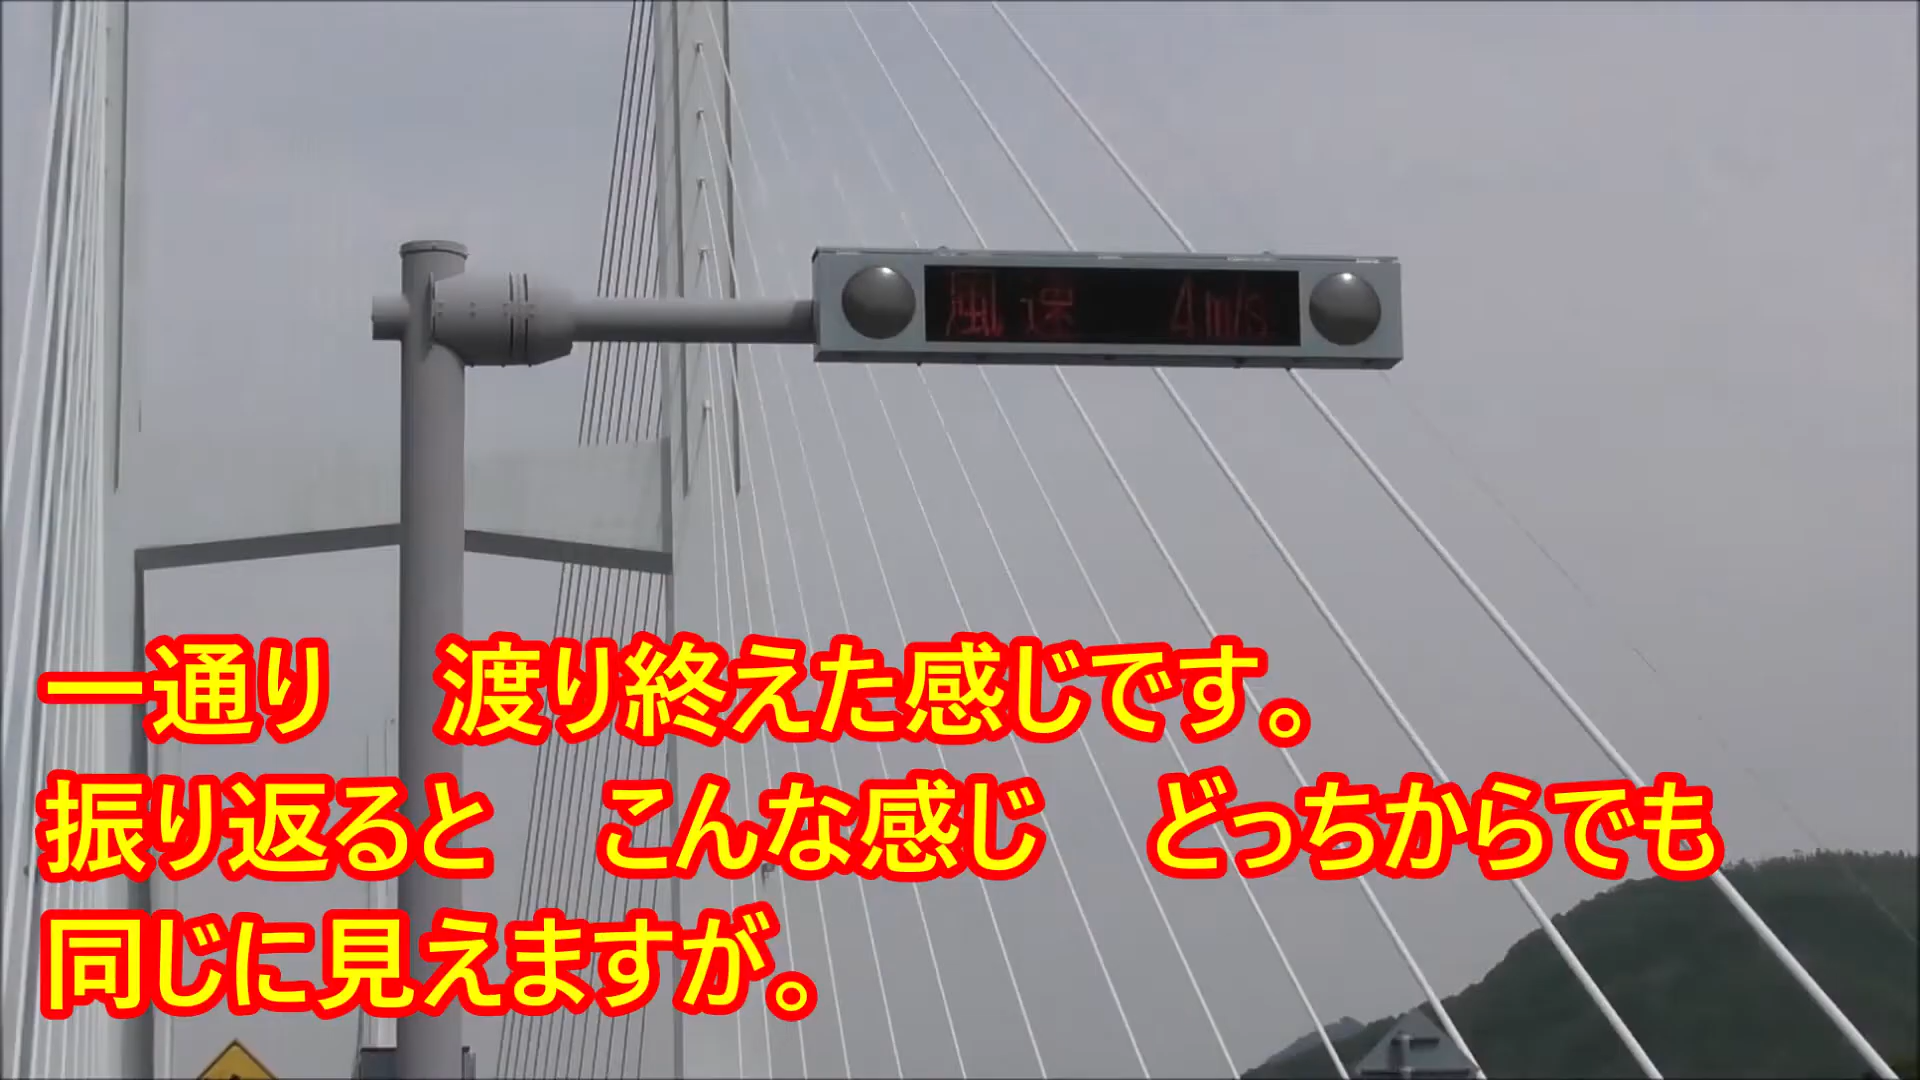 風速　4m/s
一通り　渡り終えた感じです。
振り返ると　こんな感じ　どっちからでも
同じに見えますが。